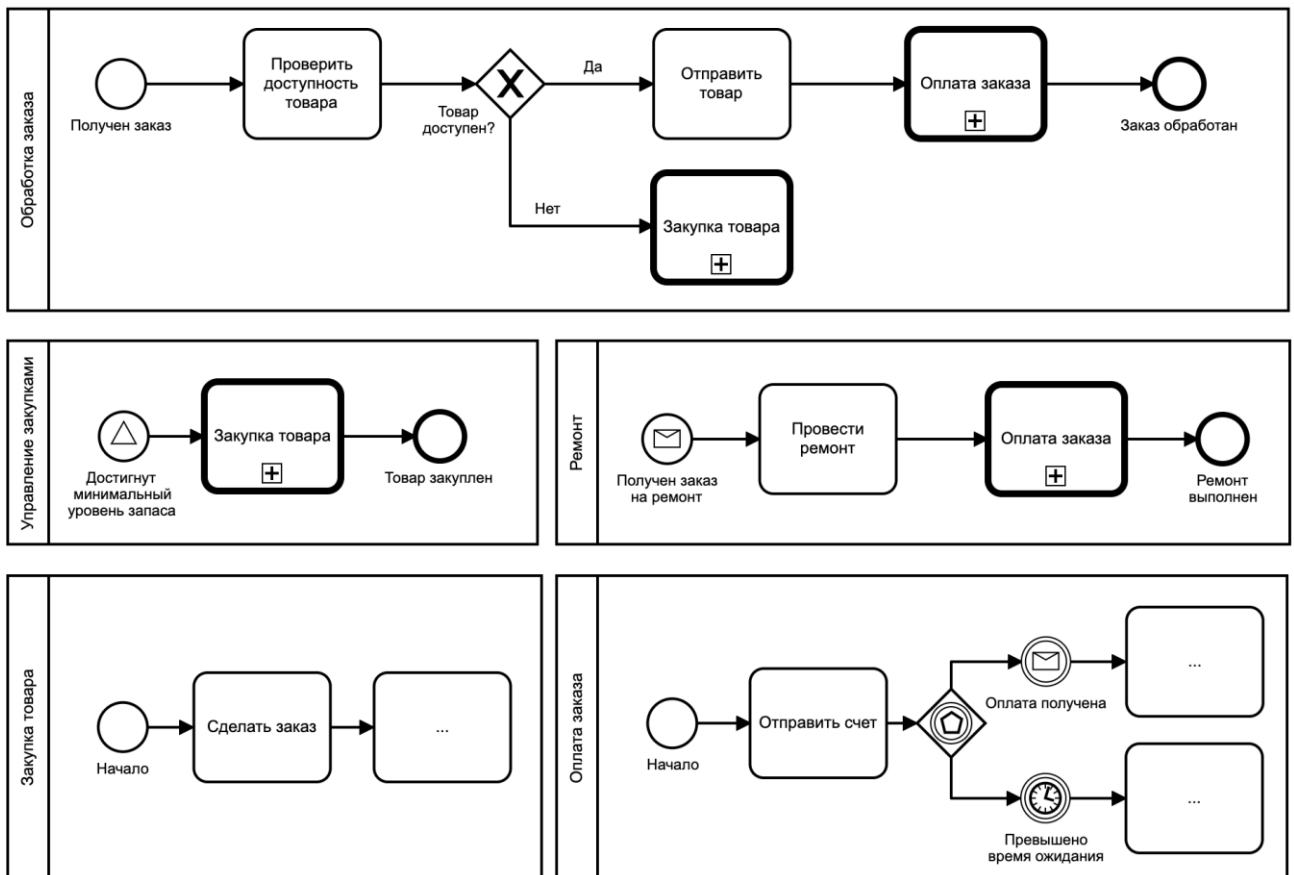 Обработка заказа
Получен заказ
Проверить
доступность
товара
Товар
доступен?
Да
Отправить
товар
Оплата заказа
Заказ обработан
Нет
Закупка товара
Управление закупками
Достигнут
минимальный
уровень запаса
Закупка товара
Товар закуплен
Ремонт
Получен заказ
на ремонт
Провести
ремонт
Оплата заказа
Ремонт
выполнен
Закупка товара
Начало
Сделать заказ
...
Оплата заказа
Начало
Отправить счет
Оплата получена
...
Превышено
время ожидания
...